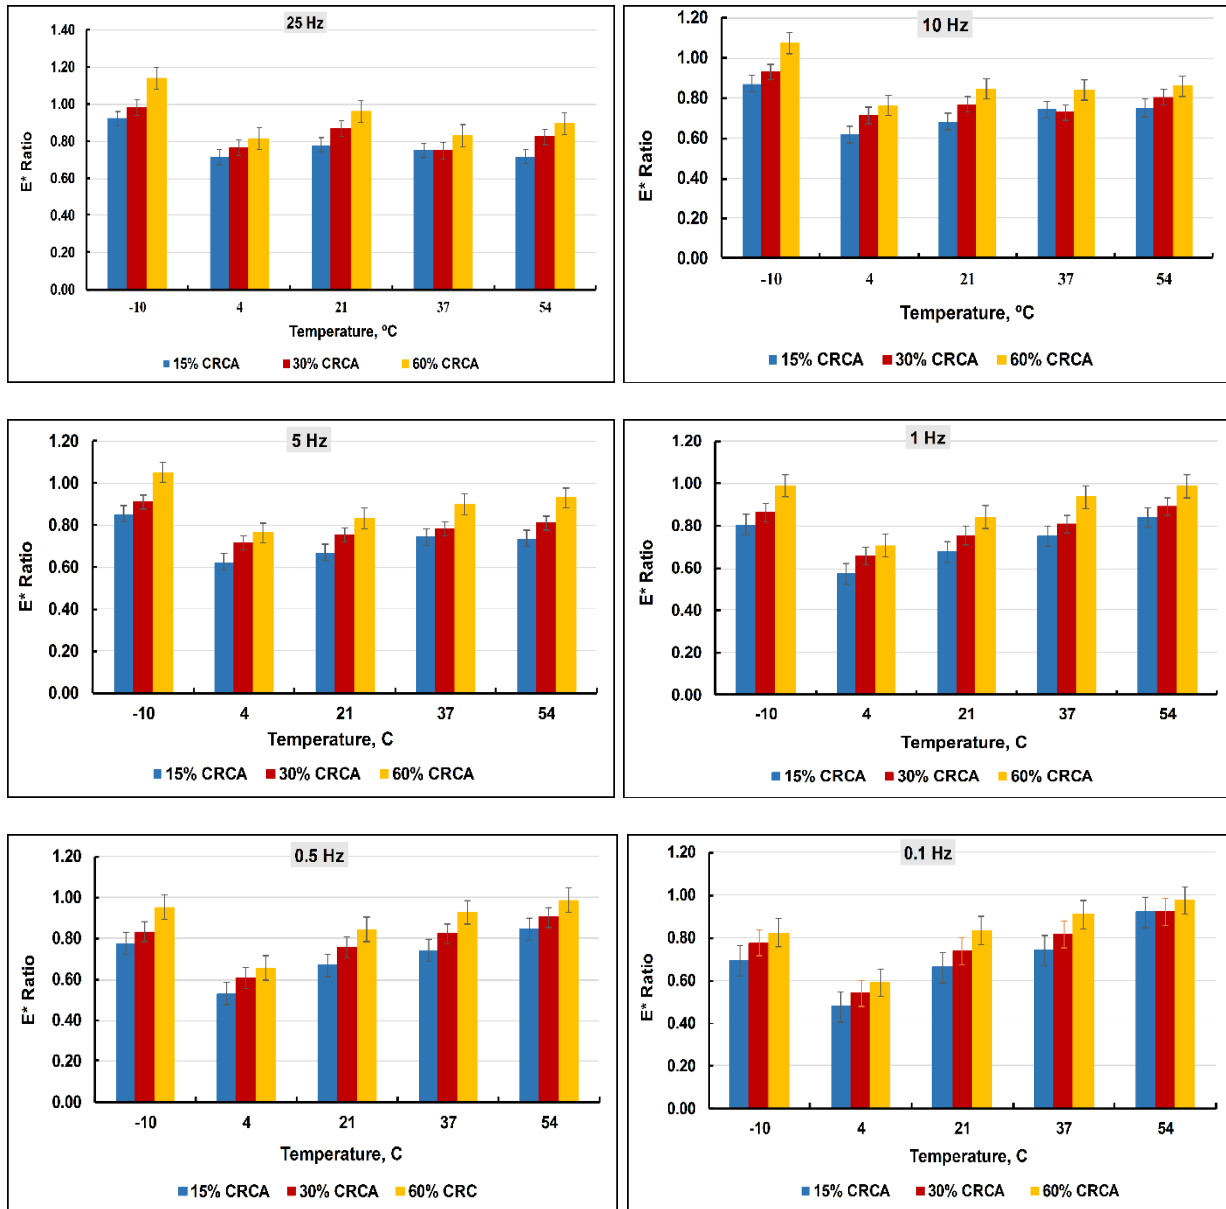 25 Hz
1.40
1.20
1.00
0.80
0.60
0.40
0.20
0.00
E* Ratio
-10 4 21 37 54
Temperature, ºC
15% CRCA 30% CRCA 60% CRCA
10 Hz
1.20
1.00
0.80
0.60
0.40
0.20
0.00
E* Ratio
-10 4 21 37 54
Temperature, ºC
15% CRCA 30% CRCA 60% CRCA
5 Hz
1.20
1.00
0.80
0.60
0.40
0.20
0.00
E* Ratio
-10 4 21 37 54
Temperature, C
15% CRCA 30% CRCA 60% CRCA
1 Hz
1.20
1.00
0.80
0.60
0.40
0.20
0.00
E* Ratio
-10 4 21 37 54
Temperature, C
15% CRCA 30% CRCA 60% CRCA
0.5 Hz
1.20
1.00
0.80
0.60
0.40
0.20
0.00
E* Ratio
-10 4 21 37 54
Temperature, C
15% CRCA 30% CRCA 60% CRC
0.1 Hz
1.20
1.00
0.80
0.60
0.40
0.20
0.00
E* Ratio
-10 4 21 37 54
Temperature, C
15% CRCA 30% CRCA 60% CRCA